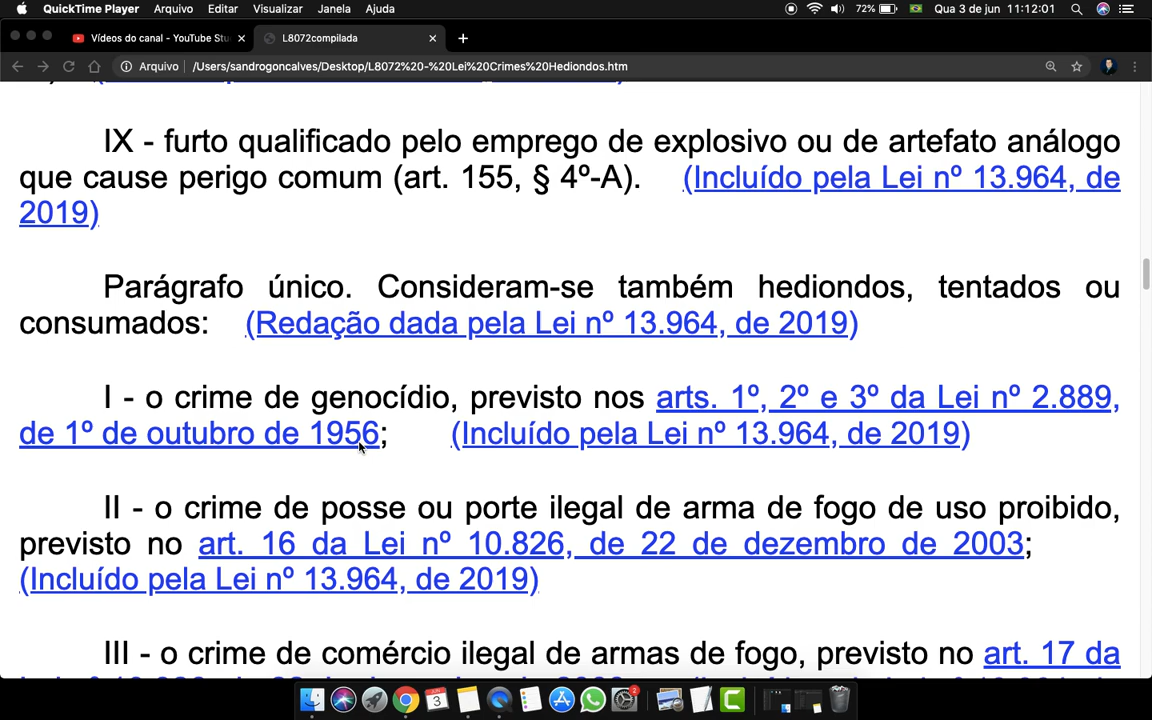 QuickTime Player Arquivo Editar Visualizar Janela Ajuda 72% Qua 3 de jun 11:12:01
Vídeos do canal - YouTube Stu L8072compilada
Arquivo /Users/sandrogoncalves/Desktop/L8072%20-%20Lei%20Crimes%20Hediondos.htm
IX - furto qualificado pelo emprego de explosivo ou de artefato análogo
que cause perigo comum (art. 155, § 4º-A). (Incluído pela Lei nº 13.964, de
2019)
Parágrafo único. Consideram-se também hediondos, tentados ou
consumados: (Redação dada pela Lei nº 13.964, de 2019)
I - o crime de genocídio, previsto nos arts. 1º, 2º e 3º da Lei nº 2.889,
de 1º de outubro de 1956; (Incluído pela Lei nº 13.964, de 2019)
II - o crime de posse ou porte ilegal de arma de fogo de uso proibido,
previsto no art. 16 da Lei nº 10.826, de 22 de dezembro de 2003;
(Incluído pela Lei nº 13.964, de 2019)
III - o crime de comércio ilegal de armas de fogo, previsto no art. 17 da